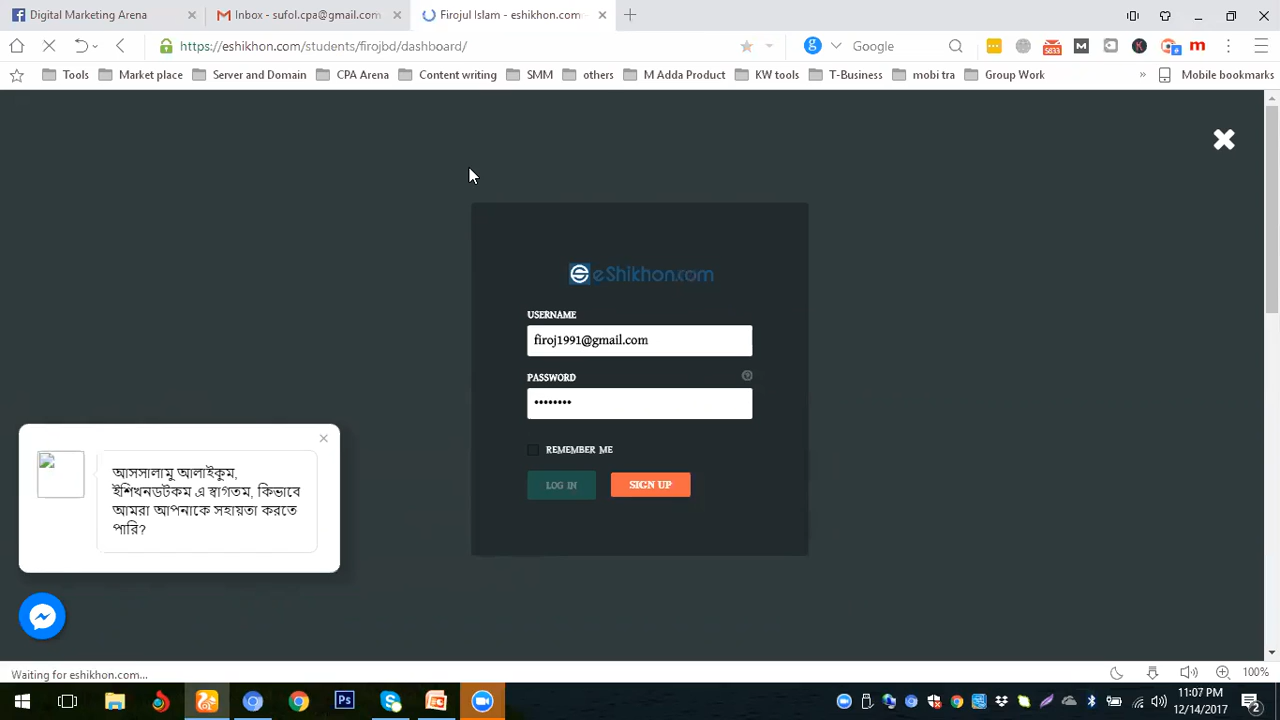 Digital Marketing Arena
Inbox - sufol.cpa@gmail.com
Firojul Islam - eshikhon.com
https://eshikhon.com/students/firojbd/dashboard/
Google
5833
Tools
Market place
Server and Domain
CPA Arena
Content writing
SMM
others
M Adda Product
KW tools
T-Business
mobi tra
Group Work
Mobile bookmarks
eShikhon.com
USERNAME
firoj1991@gmail.com
PASSWORD
••••••••
REMEMBER ME
LOG IN
SIGN UP
আসসালামু আলাইকুম,
ইশিখনডটকম এ স্বাগতম, কিভাবে
আমরা আপনাকে সহায়তা করতে
পারি?
Waiting for eshikhon.com...
100%
11:07 PM
12/14/2017
2